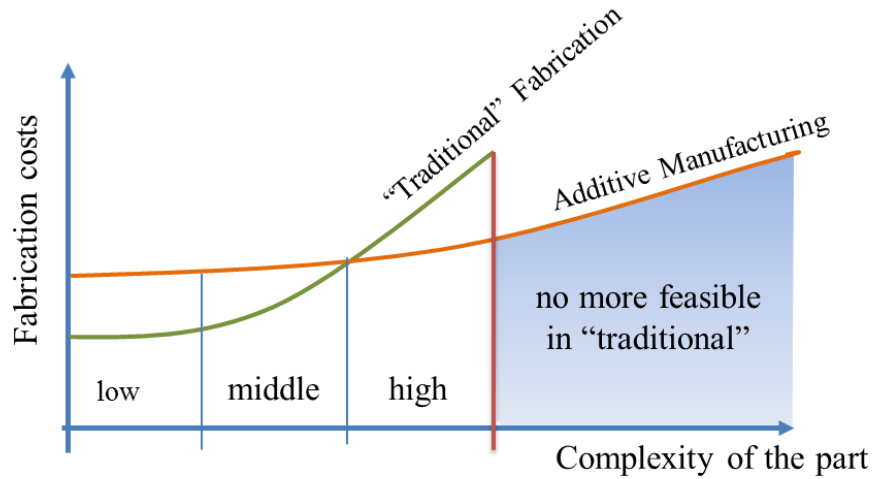 Fabrication costs
“Traditional” Fabrication
Additive Manufacturing
no more feasible
in “traditional”
low
middle
high
Complexity of the part